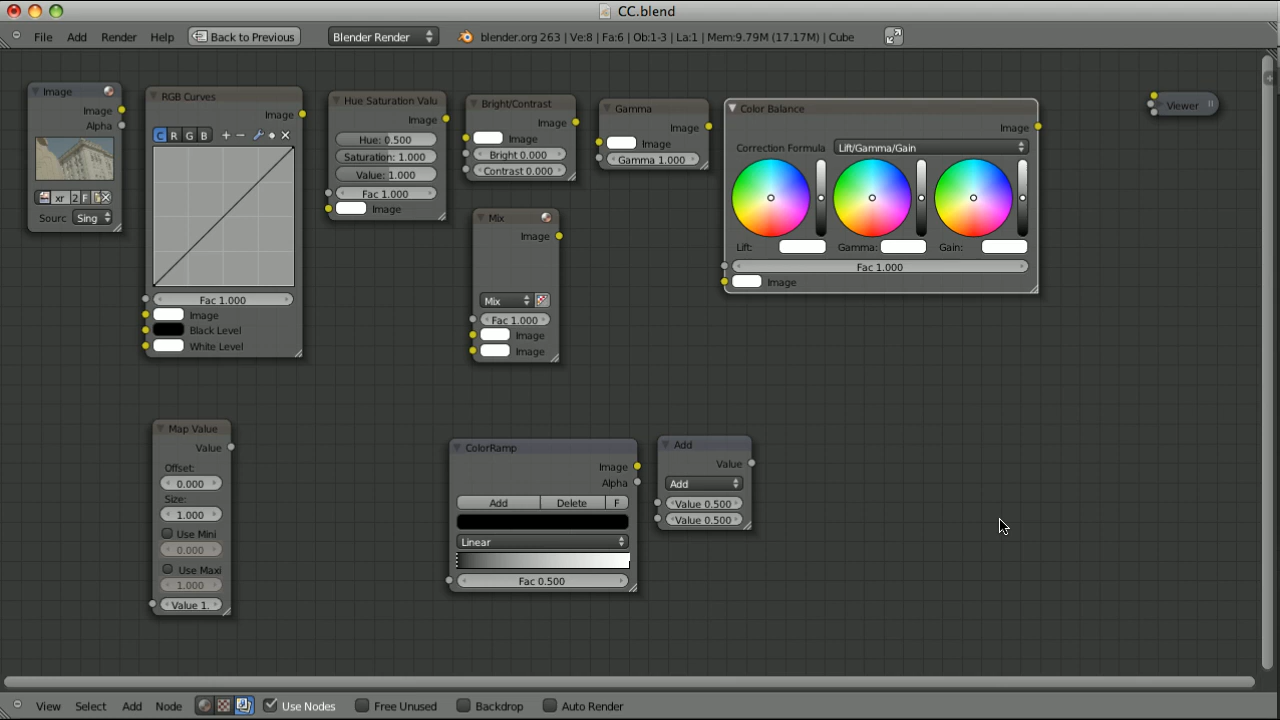 CC.blend
File Add Render Help Back to Previous Blender Render blender.org 263 | Ve:8 | Fa:6 | Ob:1-3 | La:1 | Mem:9.79M (17.17M) | Cube
Image
Image
Alpha
xr 2 F
Sourc Sing
RGB Curves
Image
C R G B + − ✕
Fac 1.000
Image
Black Level
White Level
Hue Saturation Valu
Image
Hue: 0.500
Saturation: 1.000
Value: 1.000
Fac 1.000
Image
Bright/Contrast
Image
Image
Bright 0.000
Contrast 0.000
Gamma
Image
Image
Gamma 1.000
Color Balance
Image
Correction Formula Lift/Gamma/Gain
Lift: Gamma: Gain:
Fac 1.000
Image
Viewer
Mix
Image
Mix
Fac 1.000
Image
Image
Map Value
Value
Offset:
0.000
Size:
1.000
Use Mini
0.000
Use Maxi
1.000
Value 1.
ColorRamp
Image
Alpha
Add Delete F
Linear
Fac 0.500
Add
Value
Add
Value 0.500
Value 0.500
View Select Add Node Use Nodes Free Unused Backdrop Auto Render